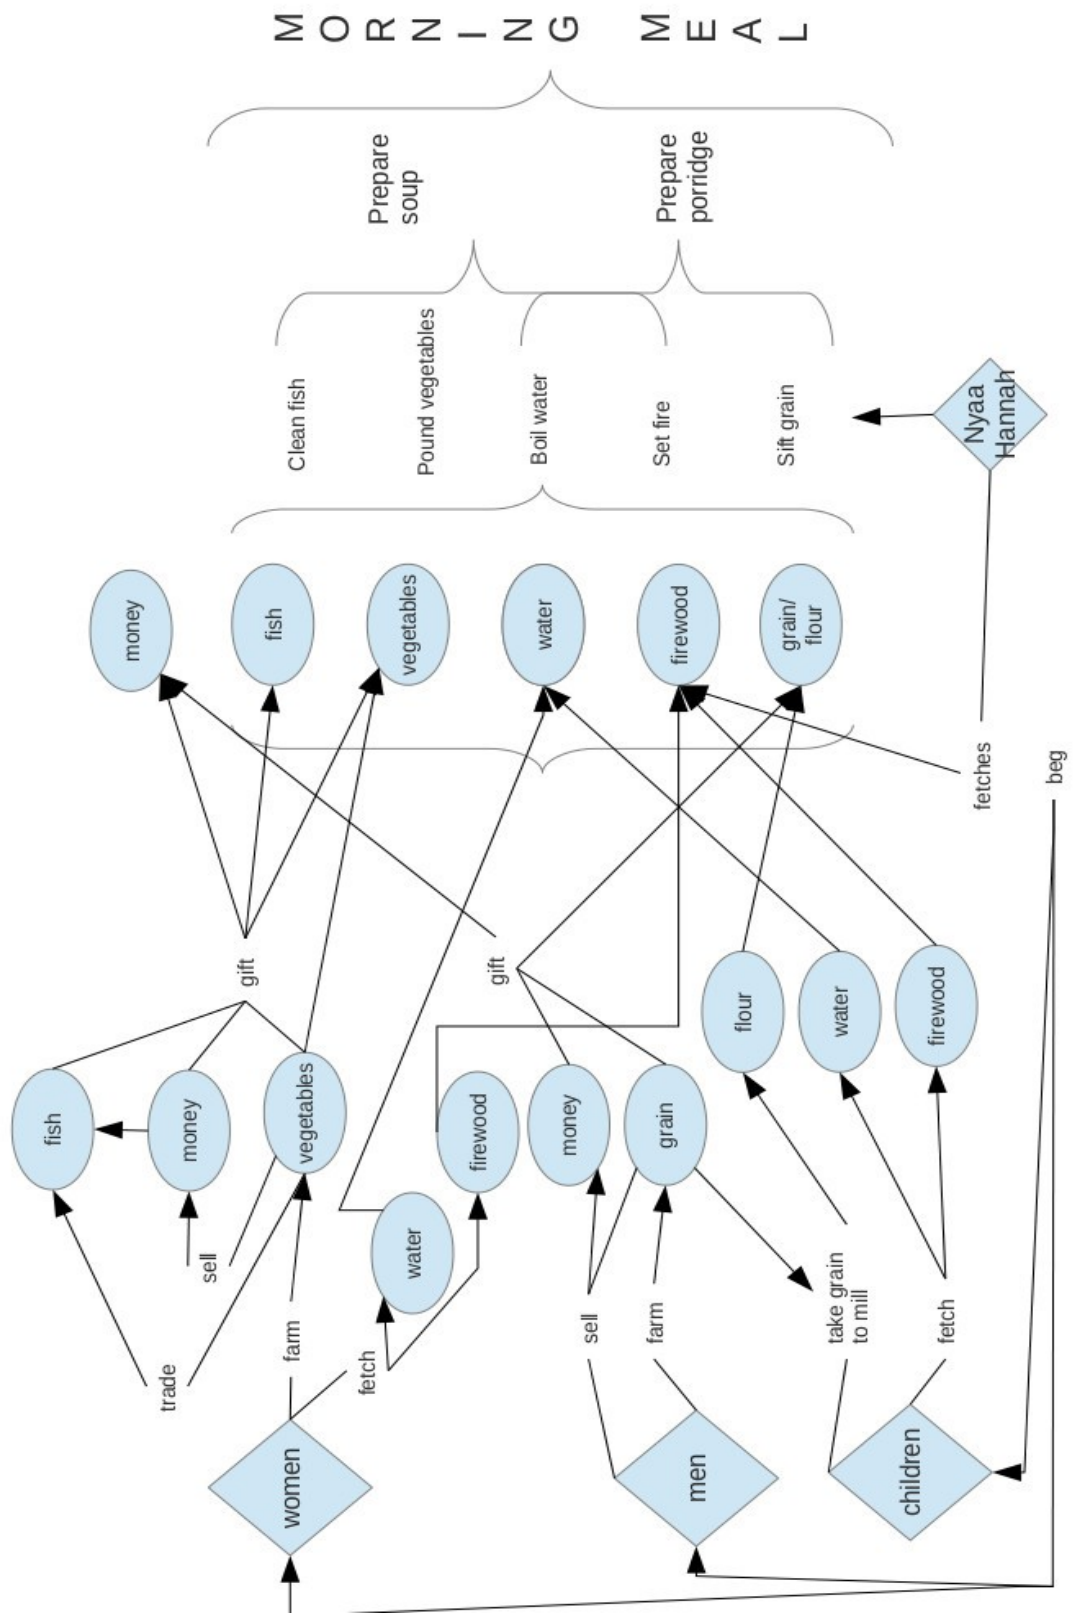 women
men
children
trade
sell
farm
fetch
sell
farm
take grain
to mill
fetch
fish
money
vegetables
water
firewood
money
grain
flour
water
firewood
gift
gift
fetches
beg
money
fish
vegetables
water
firewood
grain/
flour
Clean fish
Pound vegetables
Boil water
Set fire
Sift grain
Nyaa
Hannah
Prepare
soup
Prepare
porridge
MORNING MEAL